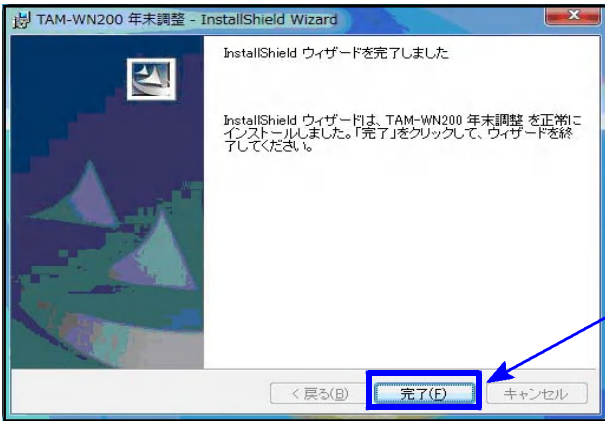 TAM-WN200 年末調整 - InstallShield Wizard
InstallShield ウィザードを完了しました
InstallShield ウィザードは、TAM-WN200 年末調整 を正常に
インストールしました。「完了」をクリックして、ウィザードを終
了してください。
< 戻る(B)
完了(F)
キャンセル